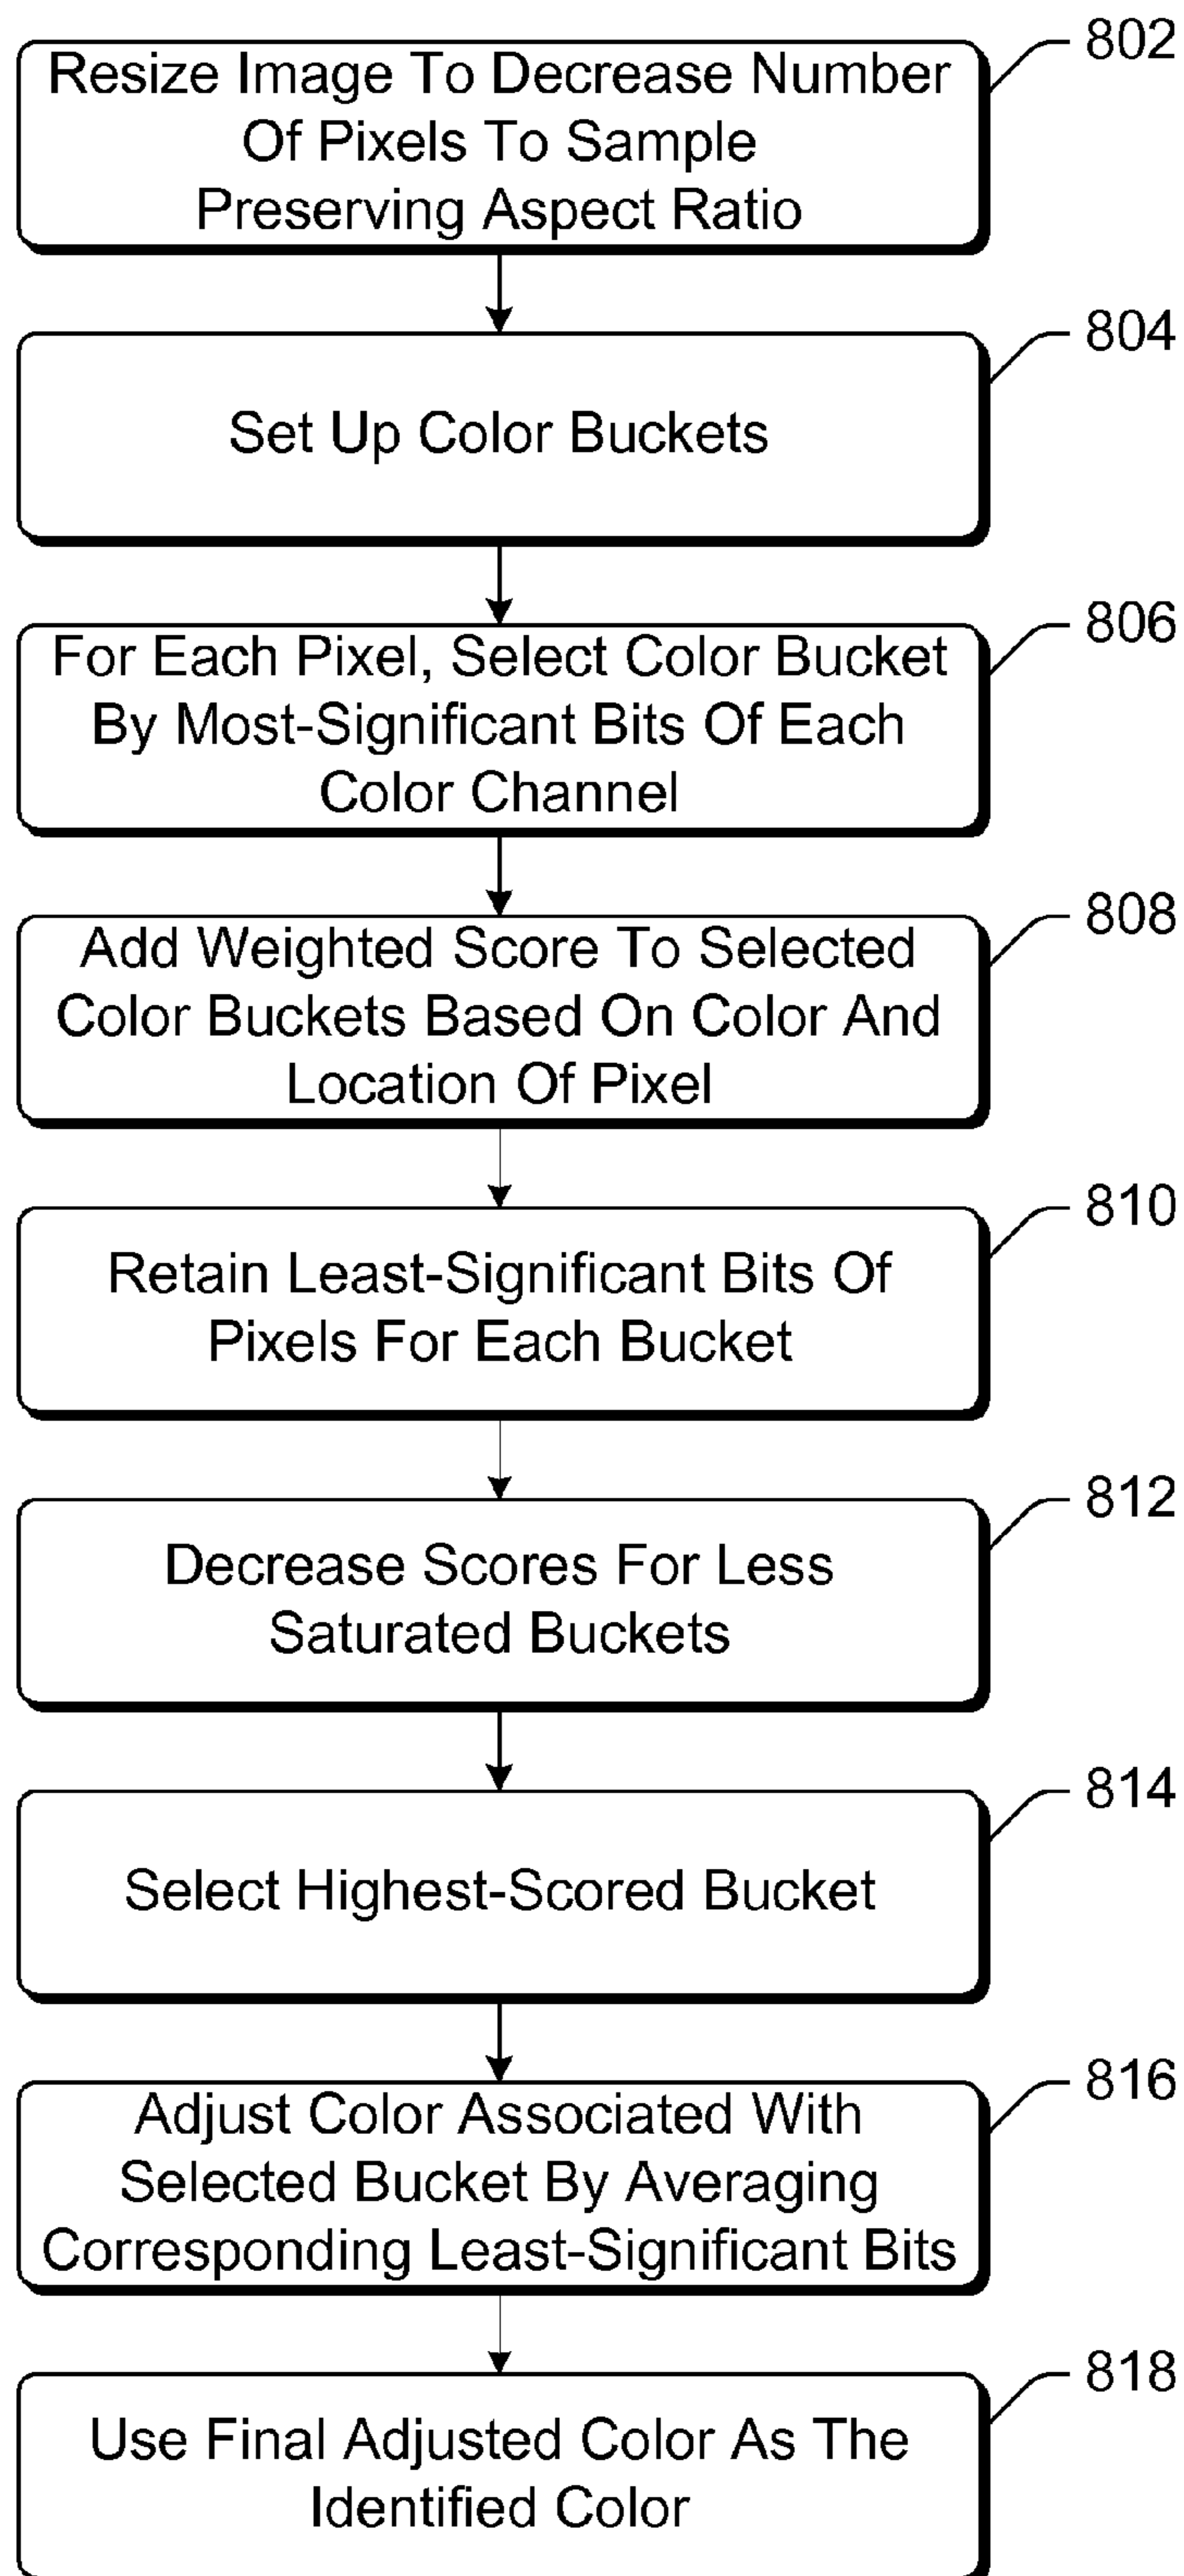 802
Resize Image To Decrease Number
Of Pixels To Sample
Preserving Aspect Ratio
804
Set Up Color Buckets
806
For Each Pixel, Select Color Bucket
By Most-Significant Bits Of Each
Color Channel
808
Add Weighted Score To Selected
Color Buckets Based On Color And
Location Of Pixel
810
Retain Least-Significant Bits Of
Pixels For Each Bucket
812
Decrease Scores For Less
Saturated Buckets
814
Select Highest-Scored Bucket
816
Adjust Color Associated With
Selected Bucket By Averaging
Corresponding Least-Significant Bits
818
Use Final Adjusted Color As The
Identified Color